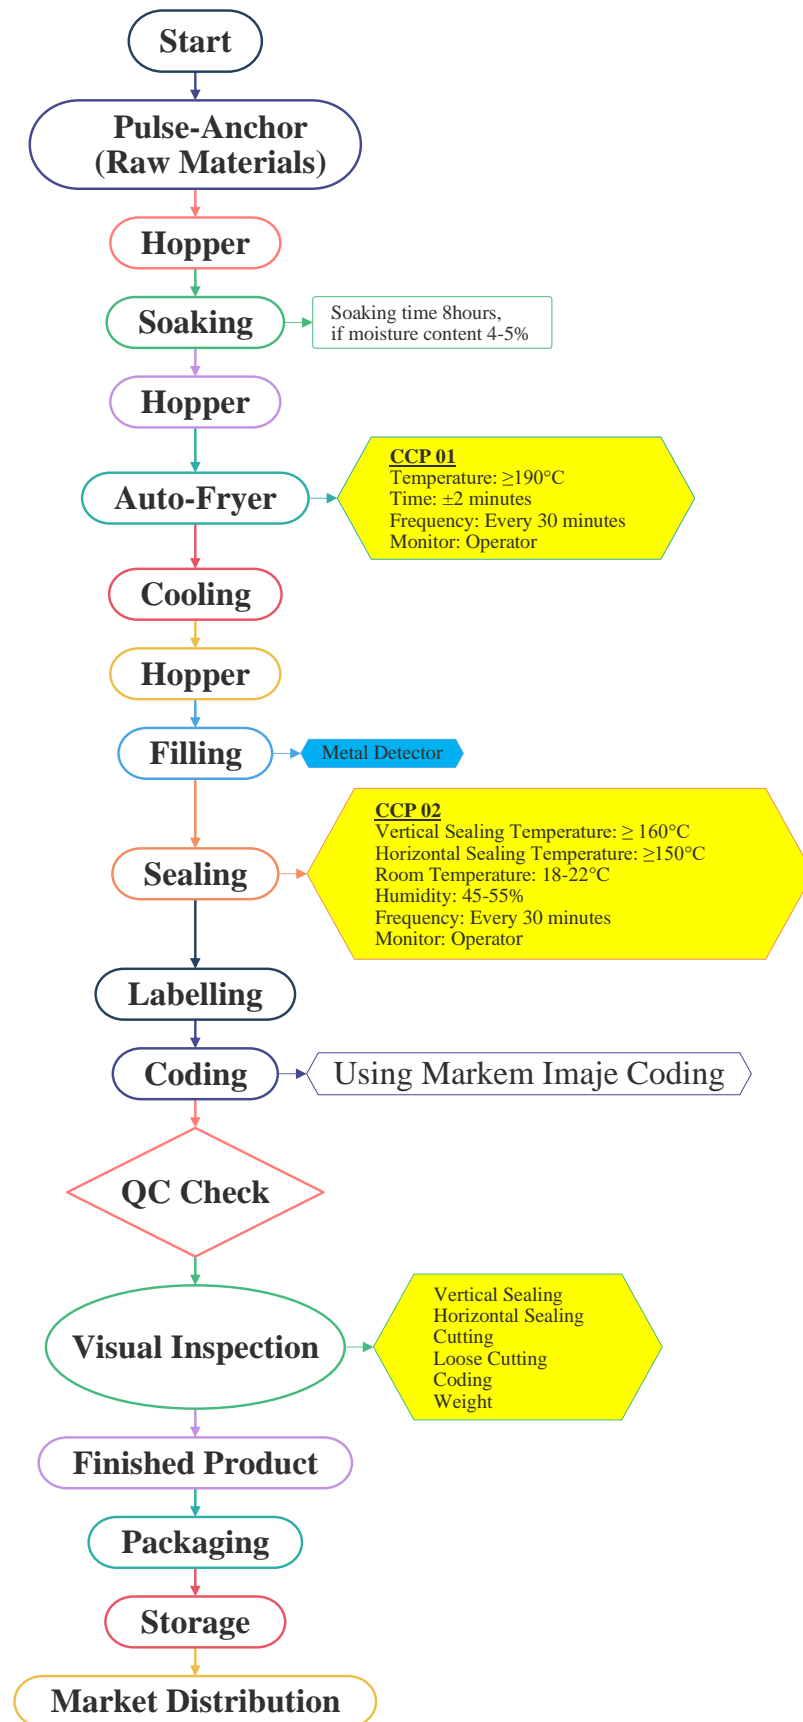 Start
Pulse-Anchor
(Raw Materials)
Hopper
Soaking
Soaking time 8hours,
if moisture content 4-5%
Hopper
Auto-Fryer
CCP 01
Temperature: ≥190°C
Time: ±2 minutes
Frequency: Every 30 minutes
Monitor: Operator
Cooling
Hopper
Filling
Metal Detector
Sealing
CCP 02
Vertical Sealing Temperature: ≥ 160°C
Horizontal Sealing Temperature: ≥150°C
Room Temperature: 18-22°C
Humidity: 45-55%
Frequency: Every 30 minutes
Monitor: Operator
Labelling
Coding
Using Markem Imaje Coding
QC Check
Visual Inspection
Vertical Sealing
Horizontal Sealing
Cutting
Loose Cutting
Coding
Weight
Finished Product
Packaging
Storage
Market Distribution